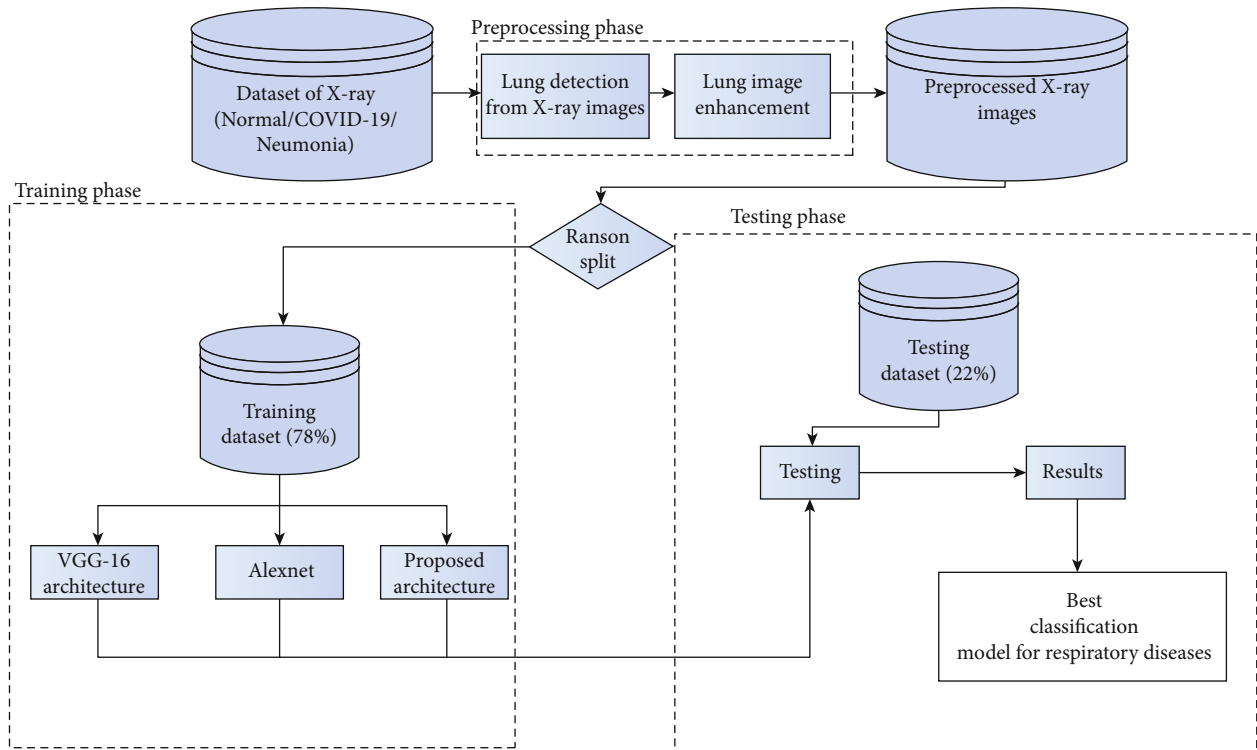 Preprocessing phase
Dataset of X-ray
(Normal/COVID-19/
Neumonia)
Lung detection
from X-ray images
Lung image
enhancement
Preprocessed X-ray
images
Training phase
Ranson
split
Testing phase
Training
dataset (78%)
VGG-16
architecture
Alexnet
Proposed
architecture
Testing
dataset (22%)
Testing
Results
Best
classification
model for respiratory diseases